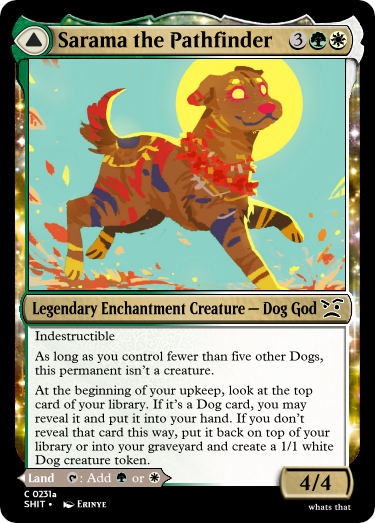 Sarama the Pathfinder 3
Legendary Enchantment Creature — Dog God
Indestructible
As long as you control fewer than five other Dogs,
this permanent isn't a creature.
At the beginning of your upkeep, look at the top
card of your library. If it's a Dog card, you may
reveal it and put it into your hand. If you don't
reveal that card this way, put it back on top of your
library or into your graveyard and create a 1/1 white
Dog creature token.
Land : Add or
4/4
C 0231a
SHIT • ERINYE
whats that